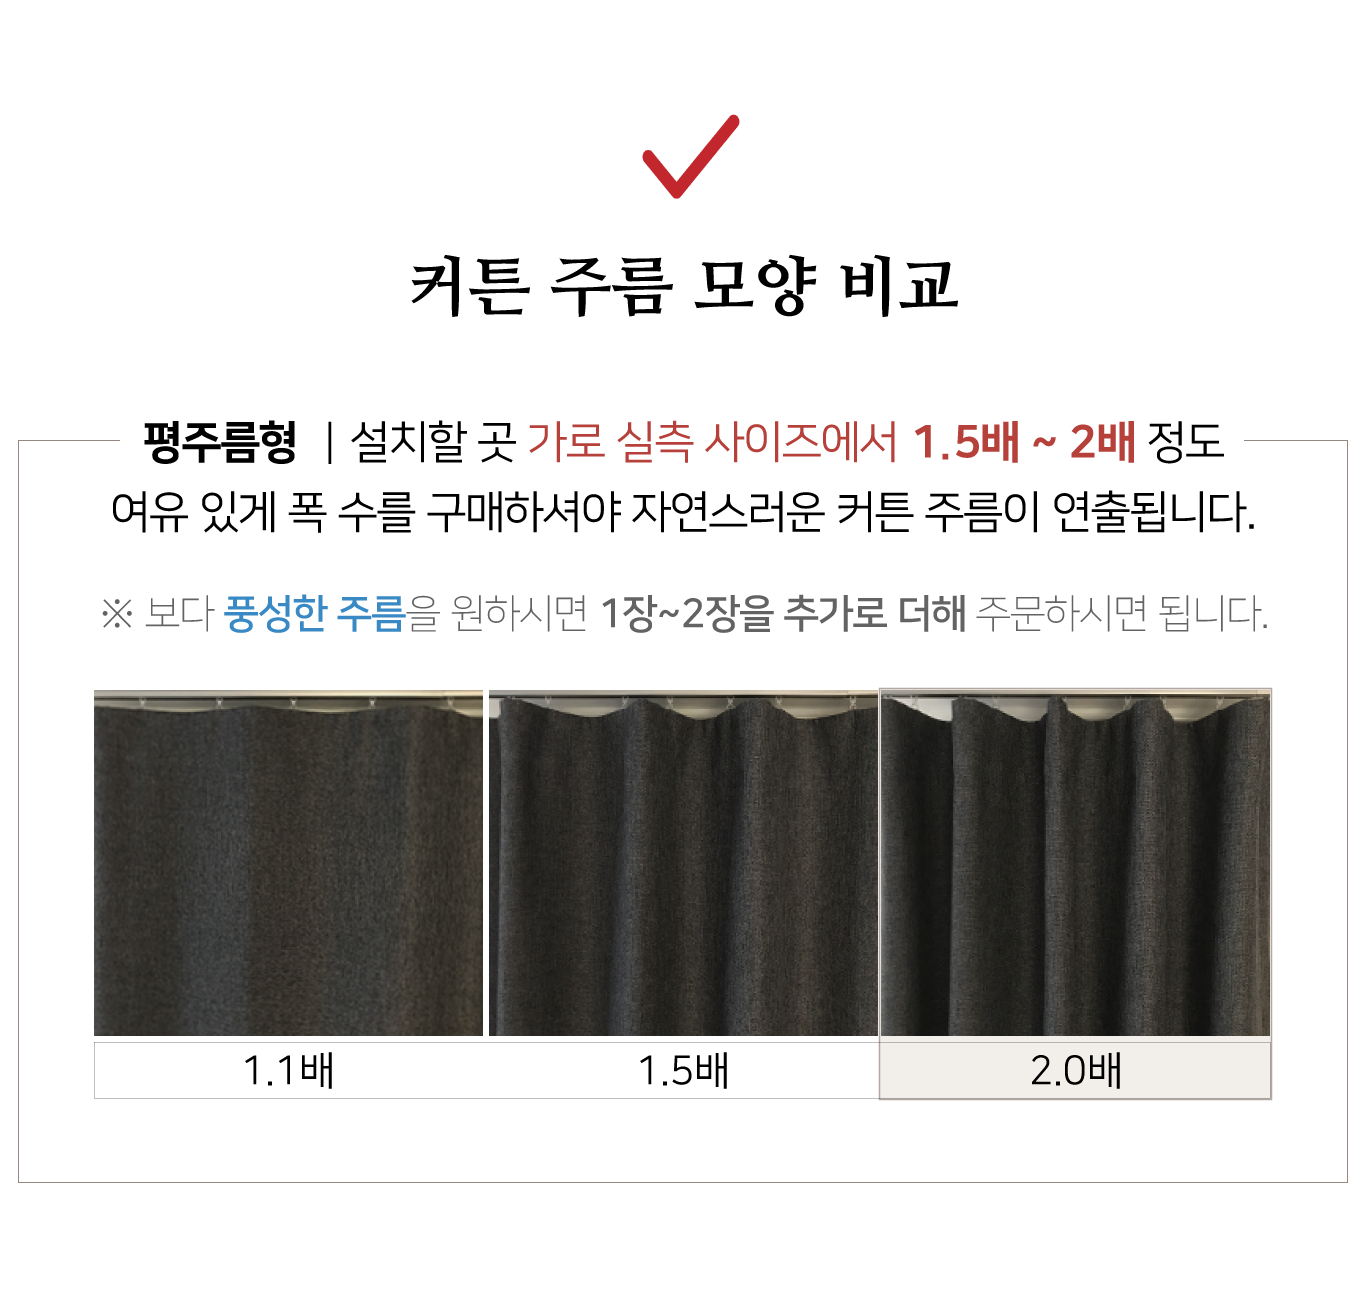 커튼 주름 모양 비교
평주름형 | 설치할 곳 가로 실측 사이즈에서 1.5배 ~ 2배 정도
여유 있게 폭 수를 구매하셔야 자연스러운 커튼 주름이 연출됩니다.
※ 보다 풍성한 주름을 원하시면 1장~2장을 추가로 더해 주문하시면 됩니다.
1.1배
1.5배
2.0배